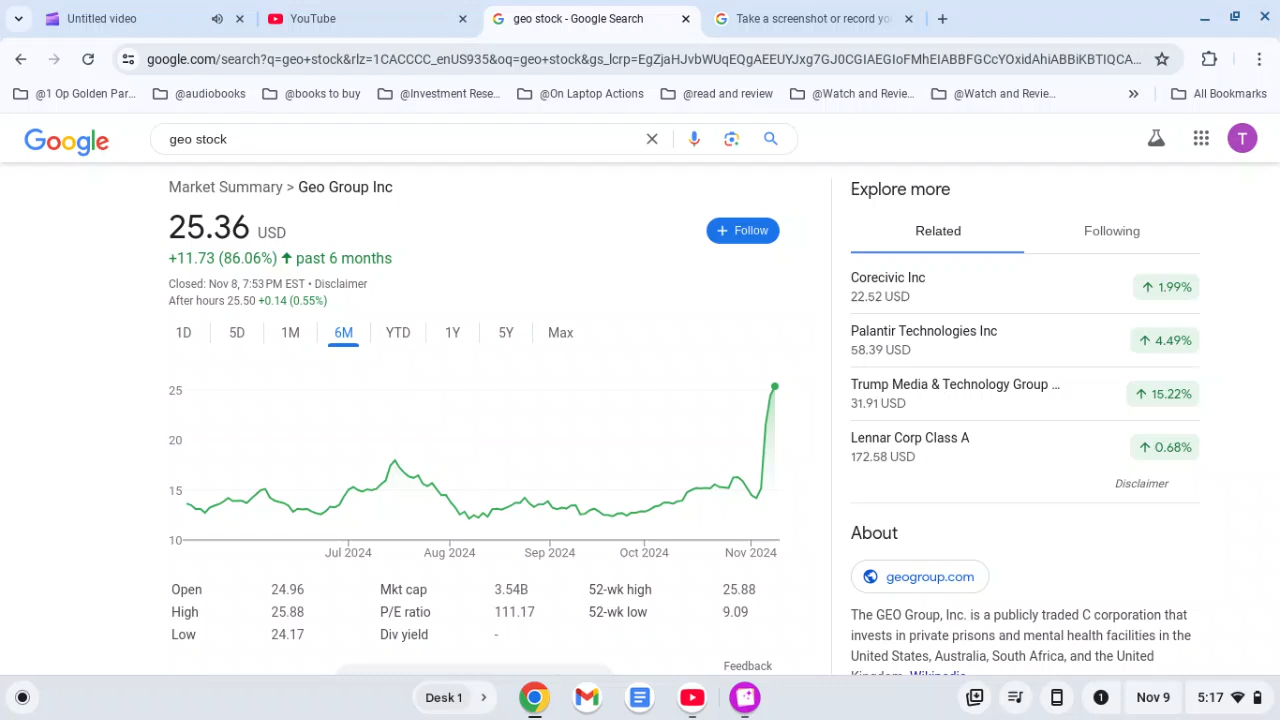 Untitled video
YouTube
geo stock - Google Search
Take a screenshot or record yo
google.com/search?q=geo+stock&rlz=1CACCCC_enUS935&oq=geo+stock&gs_lcrp=EgZjaHJvbWUqEQgAEEUYJxg7GJ0CGIAEGIoFMhEIABBFGCcYOxidAhiABBiKBTIQCA...
@1 Op Golden Par...
@audiobooks
@books to buy
@Investment Rese...
@On Laptop Actions
@read and review
@Watch and Revie...
@Watch and Revie...
»
All Bookmarks
Google
geo stock
T
Market Summary > Geo Group Inc
25.36 USD
+ Follow
+11.73 (86.06%) ↑ past 6 months
Closed: Nov 8, 7:53 PM EST • Disclaimer
After hours 25.50 +0.14 (0.55%)
1D 5D 1M 6M YTD 1Y 5Y Max
25
20
15
10
Jul 2024 Aug 2024 Sep 2024 Oct 2024 Nov 2024
Open 24.96 Mkt cap 3.54B 52-wk high 25.88
High 25.88 P/E ratio 111.17 52-wk low 9.09
Low 24.17 Div yield -
Feedback
Explore more
Related Following
Corecivic Inc
22.52 USD
↑ 1.99%
Palantir Technologies Inc
58.39 USD
↑ 4.49%
Trump Media & Technology Group ...
31.91 USD
↑ 15.22%
Lennar Corp Class A
172.58 USD
↑ 0.68%
Disclaimer
About
geogroup.com
The GEO Group, Inc. is a publicly traded C corporation that
invests in private prisons and mental health facilities in the
United States, Australia, South Africa, and the United
Kingdom. Wikipedia
Desk 1
1
Nov 9
5:17